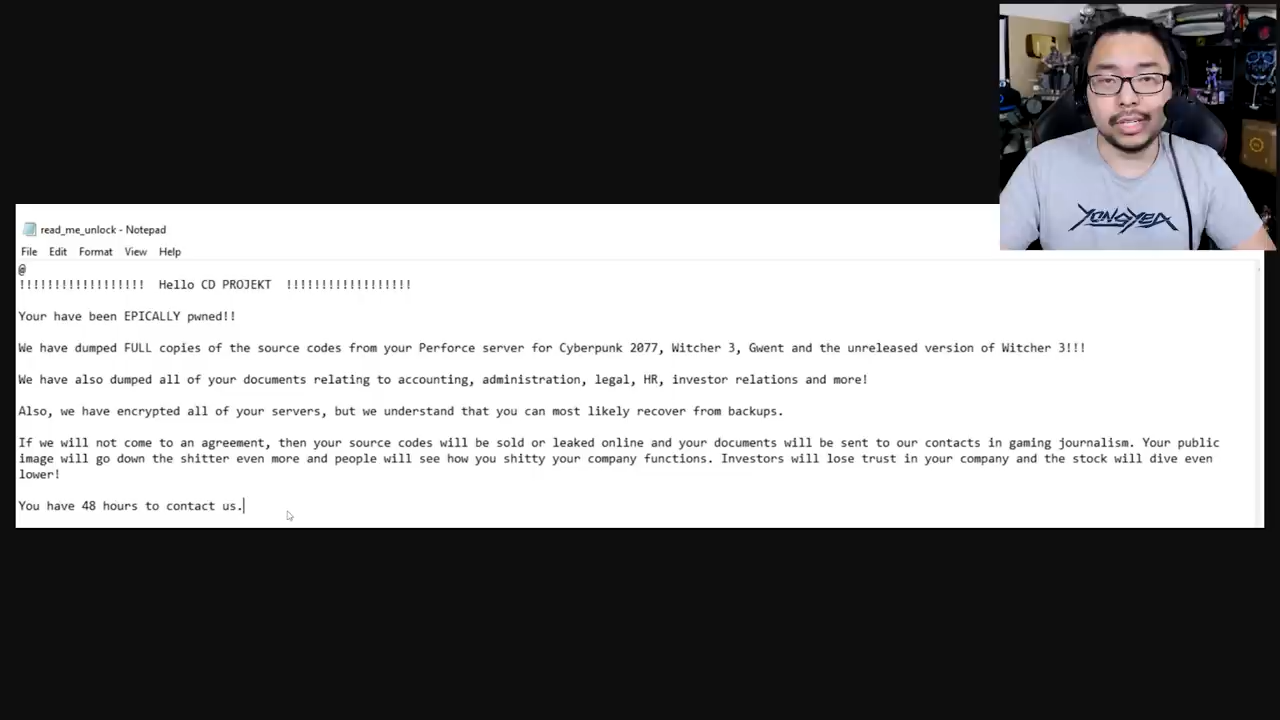 YONGYEA
read_me_unlock - Notepad
File Edit Format View Help
@
!!!!!!!!!!!!!!!!!! Hello CD PROJEKT !!!!!!!!!!!!!!!!!!
Your have been EPICALLY pwned!!
We have dumped FULL copies of the source codes from your Perforce server for Cyberpunk 2077, Witcher 3, Gwent and the unreleased version of Witcher 3!!!
We have also dumped all of your documents relating to accounting, administration, legal, HR, investor relations and more!
Also, we have encrypted all of your servers, but we understand that you can most likely recover from backups.
If we will not come to an agreement, then your source codes will be sold or leaked online and your documents will be sent to our contacts in gaming journalism. Your public
image will go down the shitter even more and people will see how you shitty your company functions. Investors will lose trust in your company and the stock will dive even
lower!
You have 48 hours to contact us.